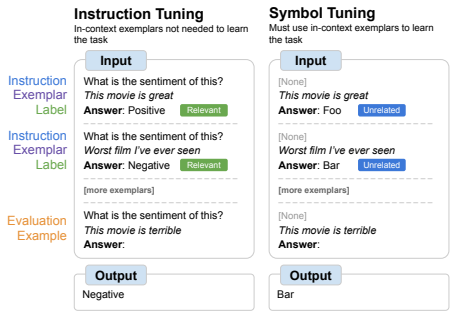 Instruction Tuning
In-context exemplars not needed to learn
the task
Symbol Tuning
Must use in-context exemplars to learn
the task
Input
Input
Instruction
Exemplar
Label
What is the sentiment of this?
This movie is great
Answer: Positive Relevant
[None]
This movie is great
Answer: Foo Unrelated
Instruction
Exemplar
Label
What is the sentiment of this?
Worst film I've ever seen
Answer: Negative Relevant
[None]
Worst film I've ever seen
Answer: Bar Unrelated
[more exemplars]
[more exemplars]
Evaluation
Example
What is the sentiment of this?
This movie is terrible
Answer:
[None]
This movie is terrible
Answer:
Output
Negative
Output
Bar